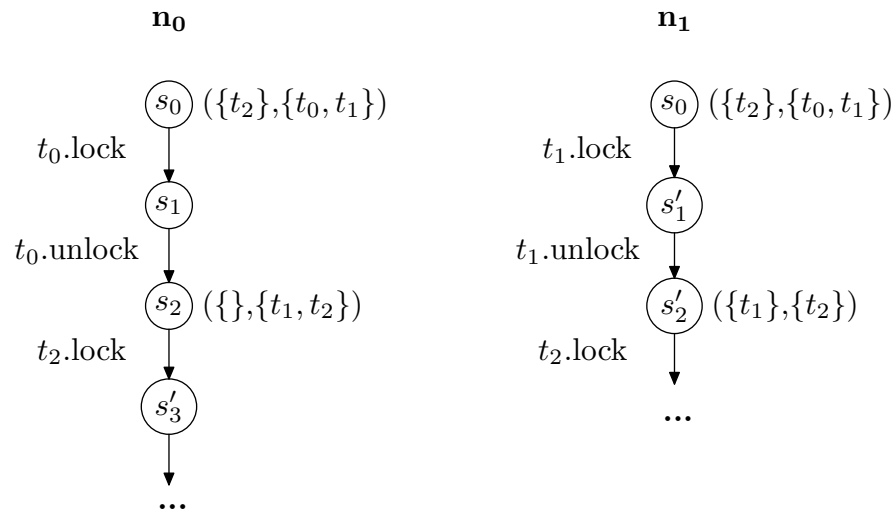 n₀
s₀ ({t₂},{t₀, t₁})
t₀.lock
s₁
t₀.unlock
s₂ ({},{t₁, t₂})
t₂.lock
s′₃
...
n₁
s₀ ({t₂},{t₀, t₁})
t₁.lock
s′₁
t₁.unlock
s′₂ ({t₁},{t₂})
t₂.lock
...